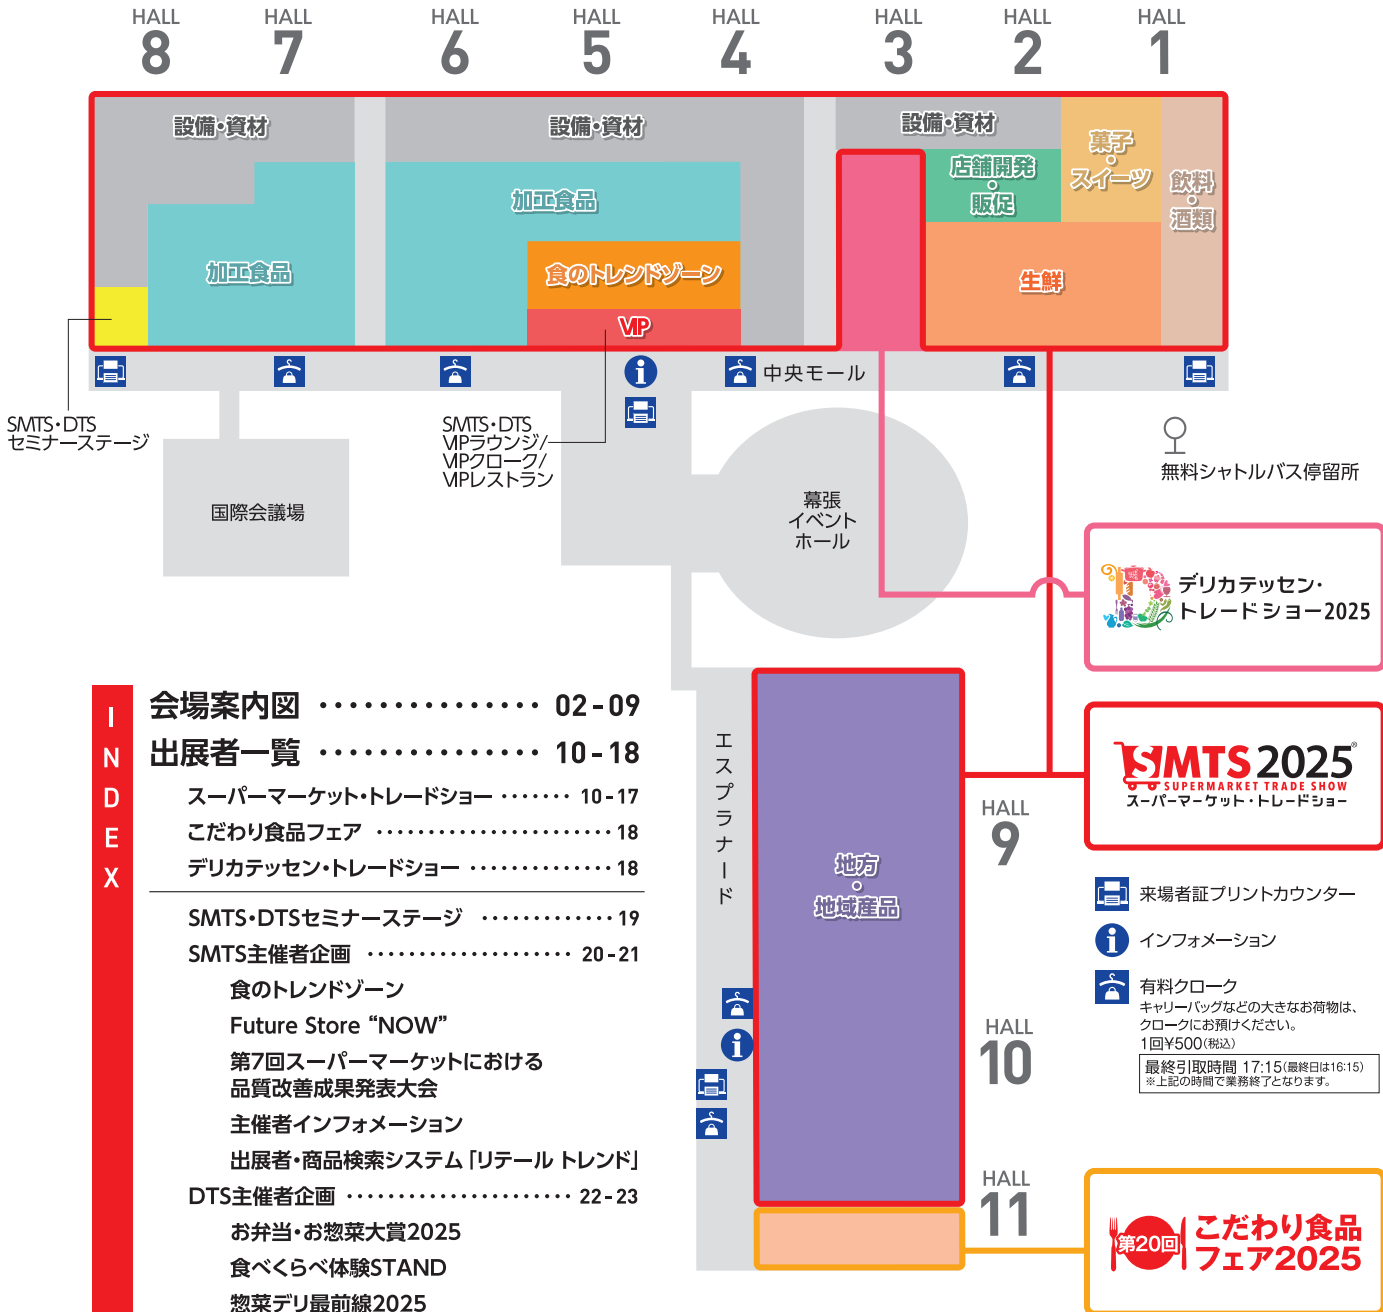 HALL 8
HALL 7
HALL 6
HALL 5
HALL 4
HALL 3
HALL 2
HALL 1
設備・資材
設備・資材
設備・資材
菓子
・
スイーツ
飲料
・
酒類
店舗開発
・
販促
加工食品
加工食品
食のトレンドゾーン
生鮮
VIP
中央モール
SMTS・DTS
セミナーステージ
SMTS・DTS
VIPラウンジ/
VIPクローク/
VIPレストラン
無料シャトルバス停留所
国際会議場
幕張
イベント
ホール
デリカテッセン・
トレードショー2025
SMTS 2025®
SUPERMARKET TRADE SHOW
スーパーマーケット・トレードショー
エスプラナード
地方
・
地域産品
HALL 9
HALL 10
HALL 11
来場者証プリントカウンター
インフォメーション
有料クローク
キャリーバッグなどの大きなお荷物は、
クロークにお預けください。
1回¥500(税込)
最終引取時間 17:15(最終日は16:15)
※上記の時間で業務終了となります。
第20回
こだわり食品
フェア2025
INDEX
会場案内図 ・・・・・・・・・・・・・・・ 02-09
出展者一覧 ・・・・・・・・・・・・・・・ 10-18
スーパーマーケット・トレードショー ・・・・・・・ 10-17
こだわり食品フェア ・・・・・・・・・・・・・・・・・・・・・・ 18
デリカテッセン・トレードショー ・・・・・・・・・・・・・ 18
SMTS・DTSセミナーステージ ・・・・・・・・・・・・ 19
SMTS主催者企画 ・・・・・・・・・・・・・・・・・・・ 20-21
食のトレンドゾーン
Future Store “NOW”
第7回スーパーマーケットにおける
品質改善成果発表大会
主催者インフォメーション
出展者・商品検索システム「リテール トレンド」
DTS主催者企画 ・・・・・・・・・・・・・・・・・・・・・ 22-23
お弁当・お惣菜大賞2025
食べくらべ体験STAND
惣菜デリ最前線2025